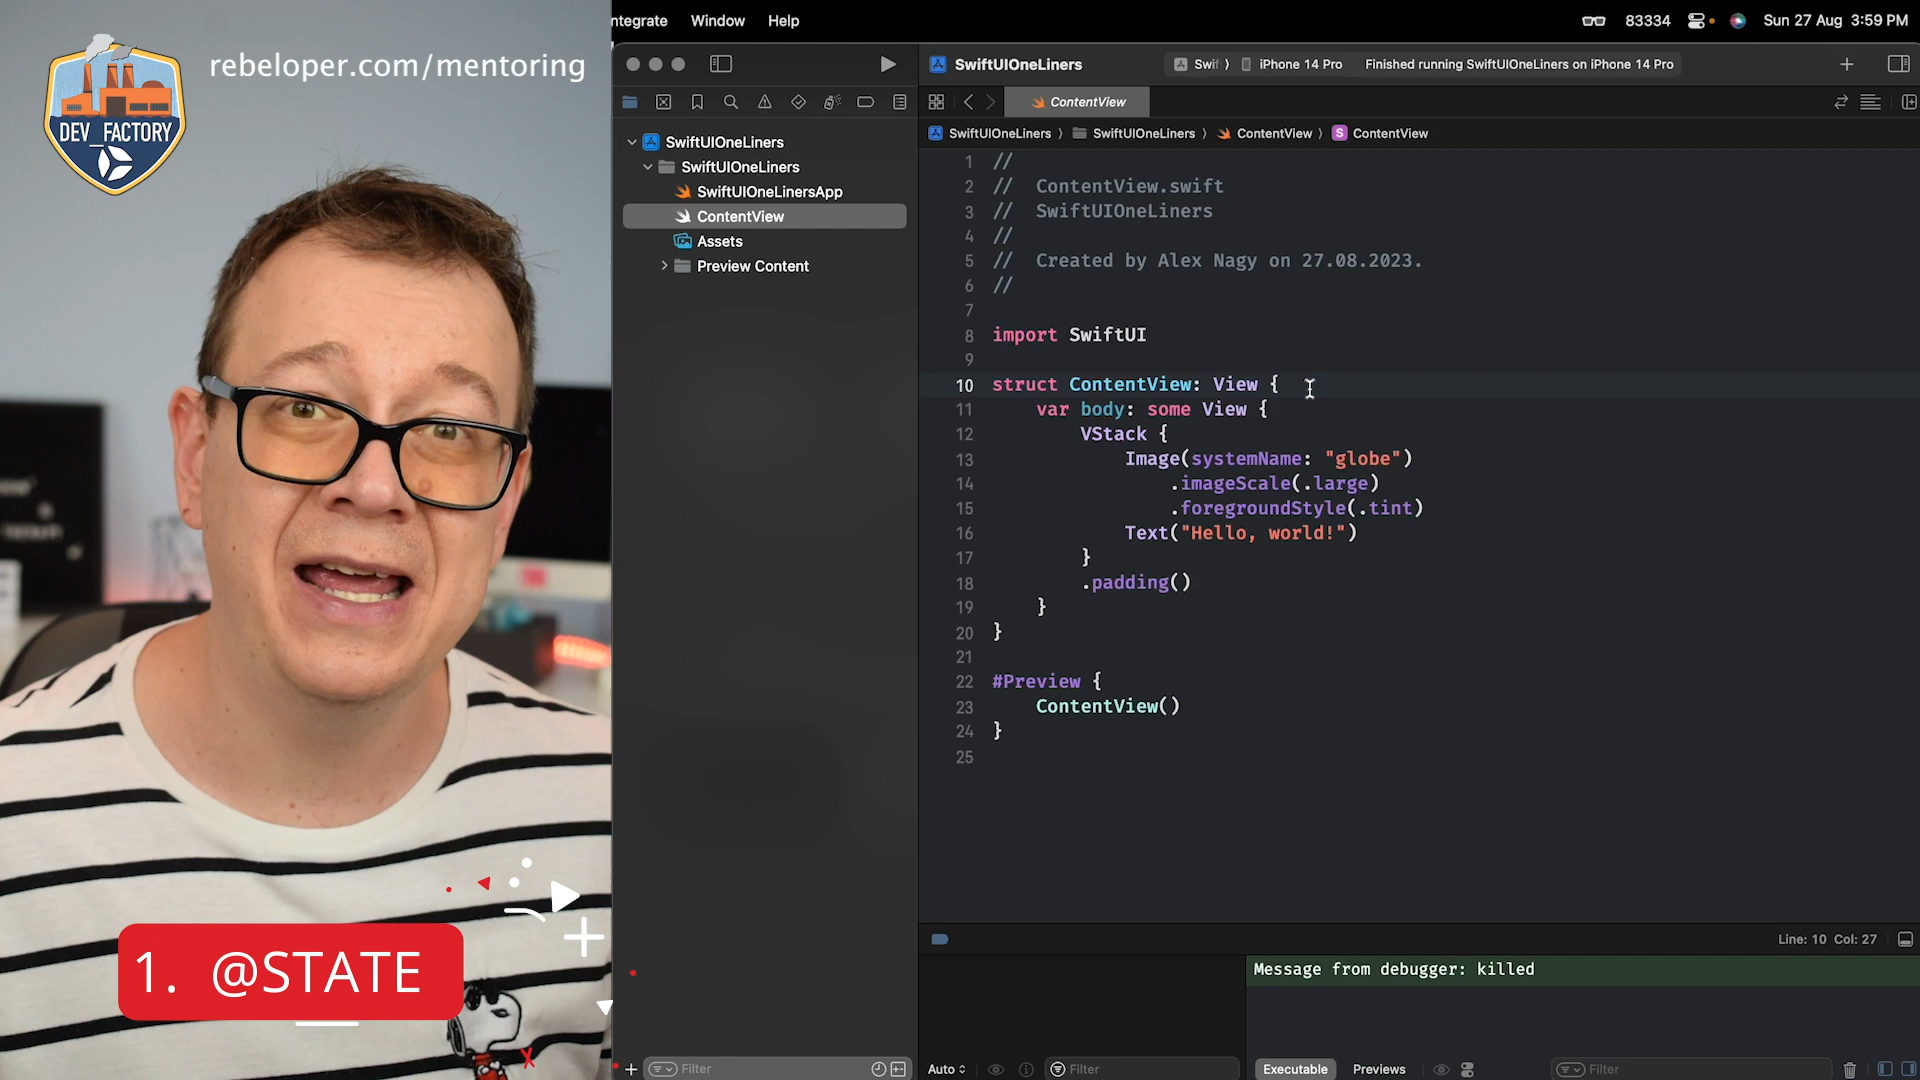 rebeloper.com/mentoring
DEV_FACTORY
1. @STATE
ntegrate Window Help
83334 Sun 27 Aug 3:59 PM
SwiftUIOneLiners
iPhone 14 Pro Finished running SwiftUIOneLiners on iPhone 14 Pro
ContentView
SwiftUIOneLiners SwiftUIOneLiners ContentView S ContentView
SwiftUIOneLiners
SwiftUIOneLiners
SwiftUIOneLinersApp
ContentView
Assets
Preview Content
Filter
1 //
2 // ContentView.swift
3 // SwiftUIOneLiners
4 //
5 // Created by Alex Nagy on 27.08.2023.
6 //
7
8 import SwiftUI
9
10 struct ContentView: View {
11 var body: some View {
12 VStack {
13 Image(systemName: "globe")
14 .imageScale(.large)
15 .foregroundStyle(.tint)
16 Text("Hello, world!")
17 }
18 .padding()
19 }
20 }
21
22 #Preview {
23 ContentView()
24 }
25
Line: 10 Col: 27
Message from debugger: killed
Auto Filter
Executable Previews Filter